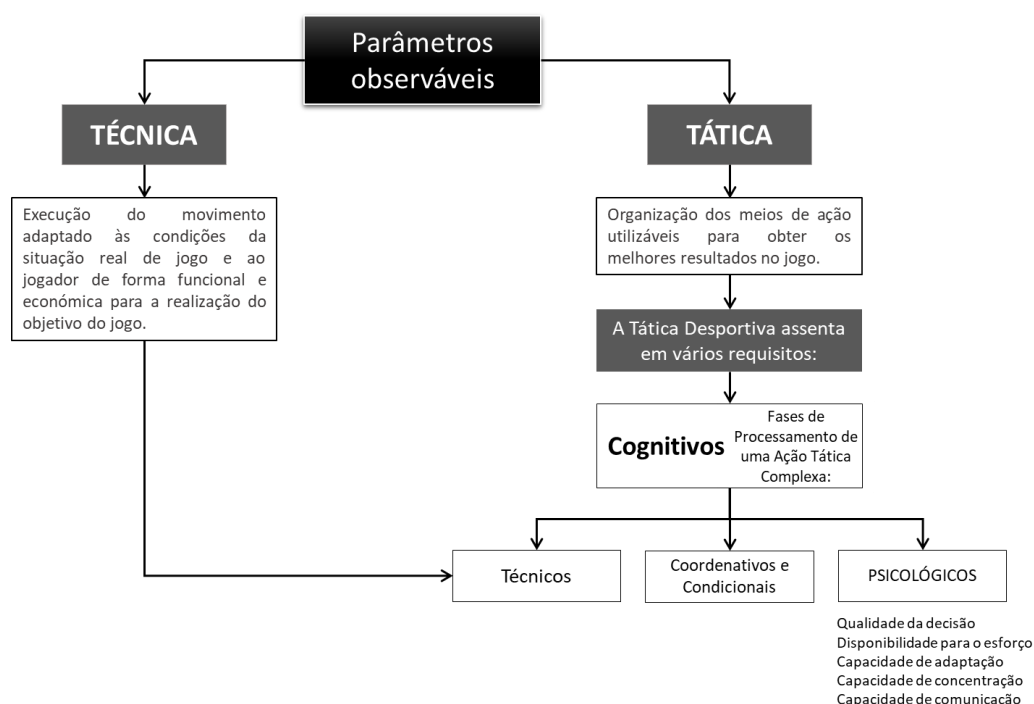 Parâmetros
observáveis
TÉCNICA
TÁTICA
Execução do movimento
adaptado às condições da
situação real de jogo e ao
jogador de forma funcional e
económica para a realização do
objetivo do jogo.
Organização dos meios de ação
utilizáveis para obter os
melhores resultados no jogo.
A Tática Desportiva assenta
em vários requisitos:
Cognitivos
Fases de
Processamento de
uma Ação Tática
Complexa:
Técnicos
Coordenativos e
Condicionais
PSICOLÓGICOS
Qualidade da decisão
Disponibilidade para o esforço
Capacidade de adaptação
Capacidade de concentração
Capacidade de comunicação